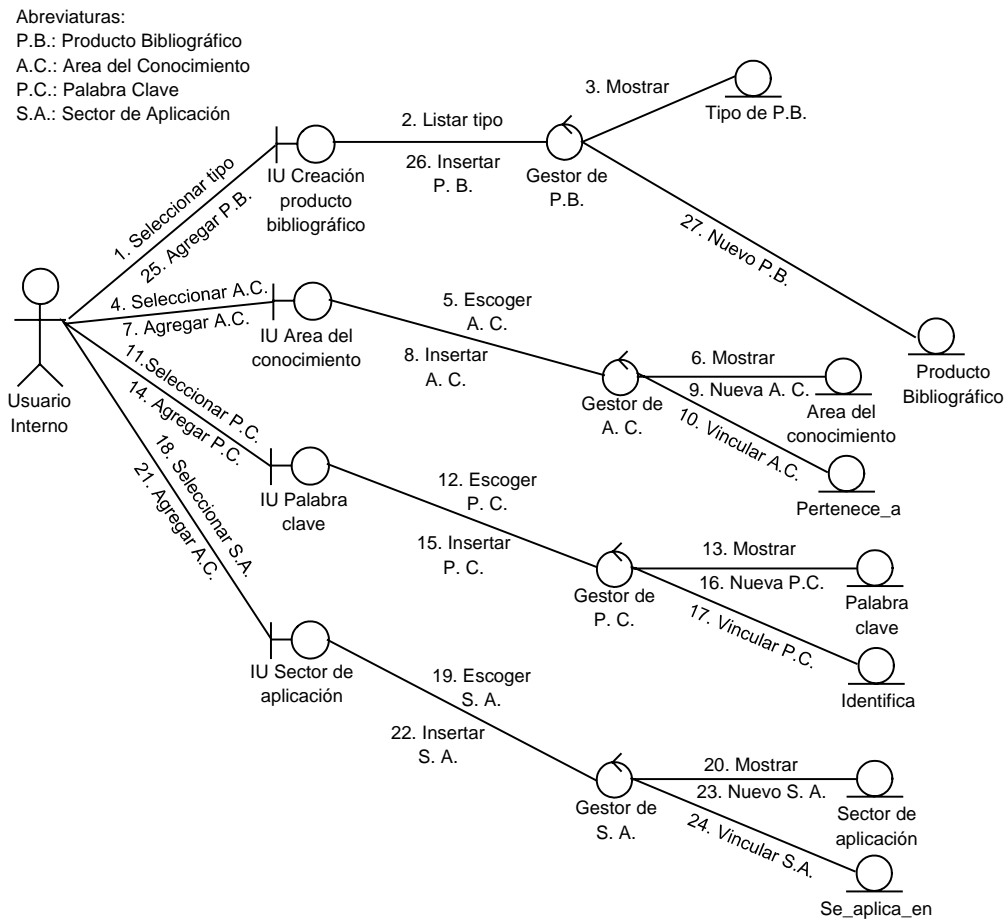 Abreviaturas:
P.B.: Producto Bibliográfico
A.C.: Area del Conocimiento
P.C.: Palabra Clave
S.A.: Sector de Aplicación
3. Mostrar
Tipo de P.B.
2. Listar tipo
26. Insertar
P. B.
IU Creación
producto
bibliográfico
Gestor de
P.B.
1. Seleccionar tipo
25. Agregar P.B.
27. Nuevo P.B.
Producto
Bibliográfico
Usuario
Interno
4. Seleccionar A.C.
7. Agregar A.C.
IU Area del
conocimiento
5. Escoger
A. C.
8. Insertar
A. C.
Gestor de
A. C.
6. Mostrar
9. Nueva A. C.
Area del
conocimiento
10. Vincular A.C.
Pertenece_a
11.Seleccionar P.C.
14. Agregar P.C.
IU Palabra
clave
12. Escoger
P. C.
15. Insertar
P. C.
Gestor de
P. C.
13. Mostrar
16. Nueva P.C.
Palabra
clave
17. Vincular P.C.
Identifica
18. Seleccionar S.A.
21. Agregar A.C.
IU Sector de
aplicación
19. Escoger
S. A.
22. Insertar
S. A.
Gestor de
S. A.
20. Mostrar
23. Nuevo S. A.
Sector de
aplicación
24. Vincular S.A.
Se_aplica_en